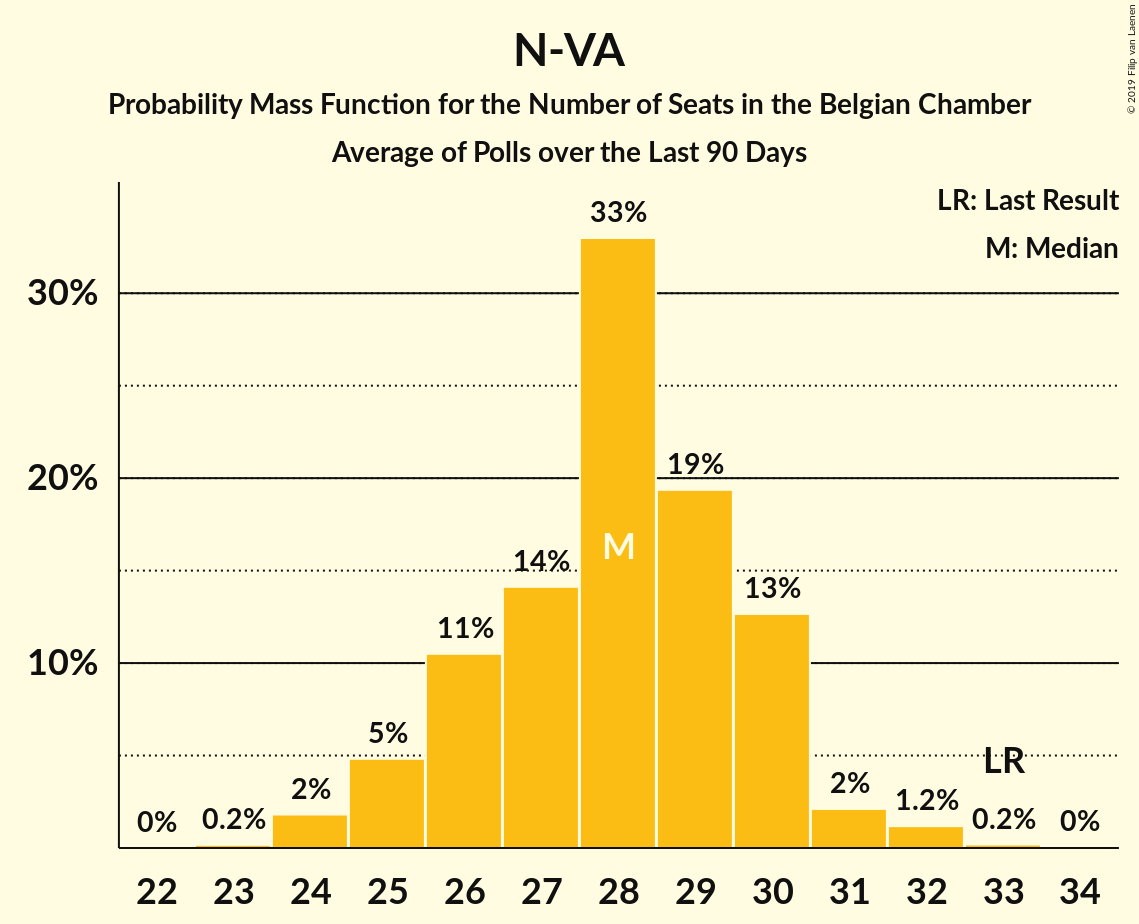 N-VA
Probability Mass Function for the Number of Seats in the Belgian Chamber
Average of Polls over the Last 90 Days
© 2019 Filip van Laenen
LR: Last Result
M: Median
30%
20%
10%
0%
0.2%
2%
5%
11%
14%
33%
M
19%
13%
2%
1.2%
LR
0.2%
0%
22 23 24 25 26 27 28 29 30 31 32 33 34